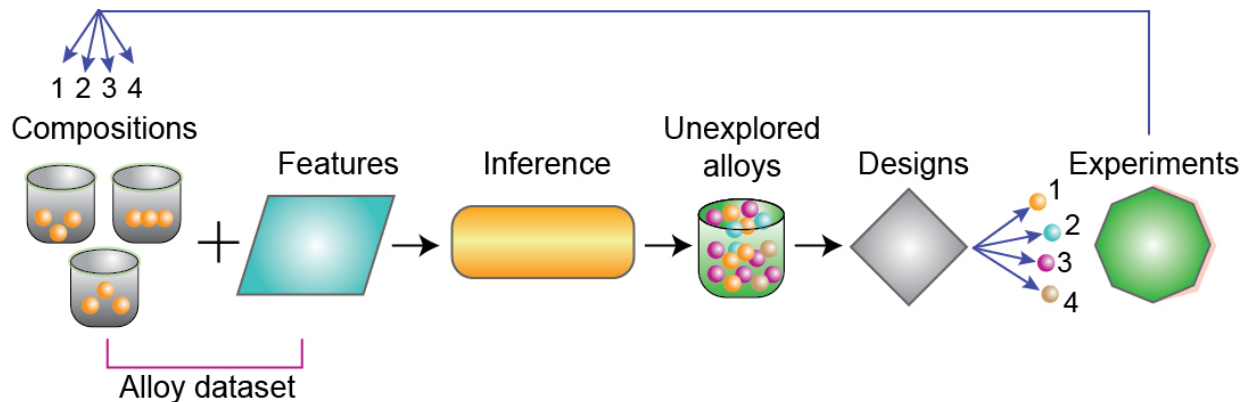 1 2 3 4
Compositions
Features
Inference
Unexplored
alloys
Designs
1
2
3
4
Experiments
Alloy dataset